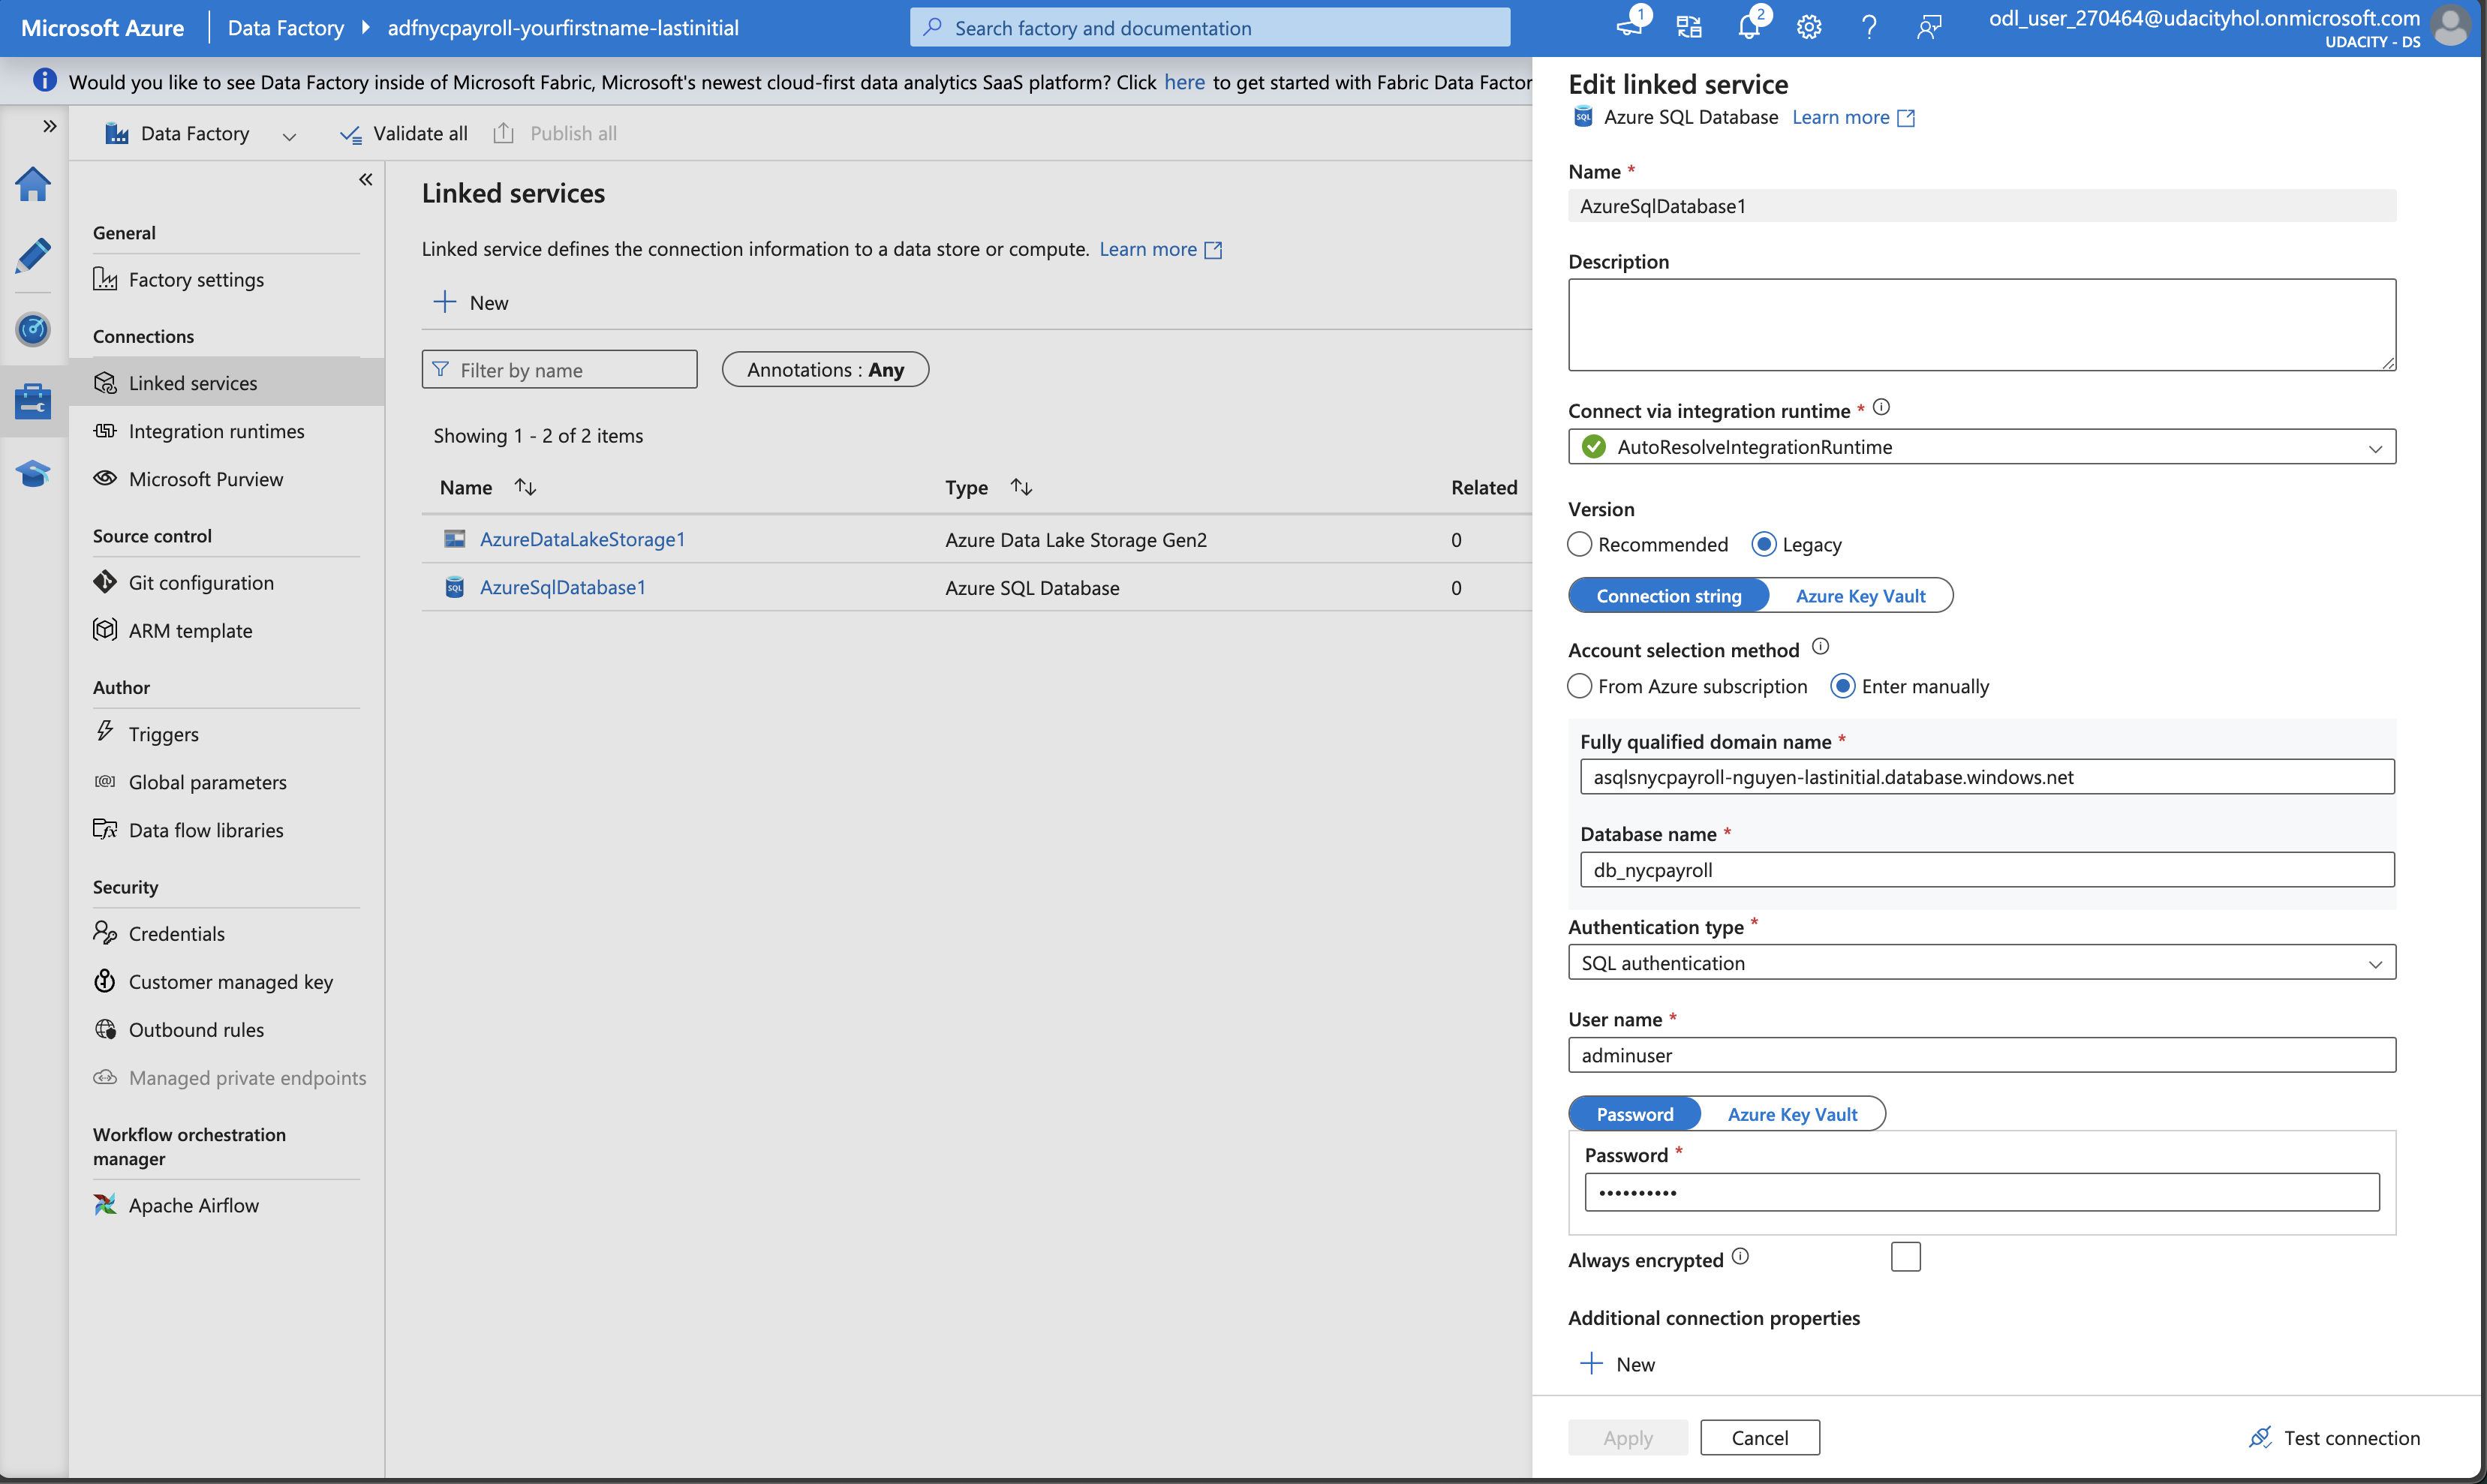 Microsoft Azure
Data Factory
adfnycpayroll-yourfirstname-lastinitial
Search factory and documentation
1
2
odl_user_270464@udacityhol.onmicrosoft.com
UDACITY - DS
Would you like to see Data Factory inside of Microsoft Fabric, Microsoft's newest cloud-first data analytics SaaS platform? Click here to get started with Fabric Data Factor
Data Factory
Validate all
Publish all
General
Factory settings
Connections
Linked services
Integration runtimes
Microsoft Purview
Source control
Git configuration
ARM template
Author
Triggers
Global parameters
Data flow libraries
Security
Credentials
Customer managed key
Outbound rules
Managed private endpoints
Workflow orchestration
manager
Apache Airflow
Linked services
Linked service defines the connection information to a data store or compute. Learn more
New
Filter by name
Annotations : Any
Showing 1 - 2 of 2 items
Name Type Related
AzureDataLakeStorage1 Azure Data Lake Storage Gen2 0
SQL AzureSqlDatabase1 Azure SQL Database 0
Edit linked service
SQL Azure SQL Database Learn more
Name *
AzureSqlDatabase1
Description
Connect via integration runtime *
AutoResolveIntegrationRuntime
Version
Recommended Legacy
Connection string Azure Key Vault
Account selection method
From Azure subscription Enter manually
Fully qualified domain name *
asqlsnycpayroll-nguyen-lastinitial.database.windows.net
Database name *
db_nycpayroll
Authentication type *
SQL authentication
User name *
adminuser
Password Azure Key Vault
Password *
••••••••••
Always encrypted
Additional connection properties
New
Apply
Cancel
Test connection